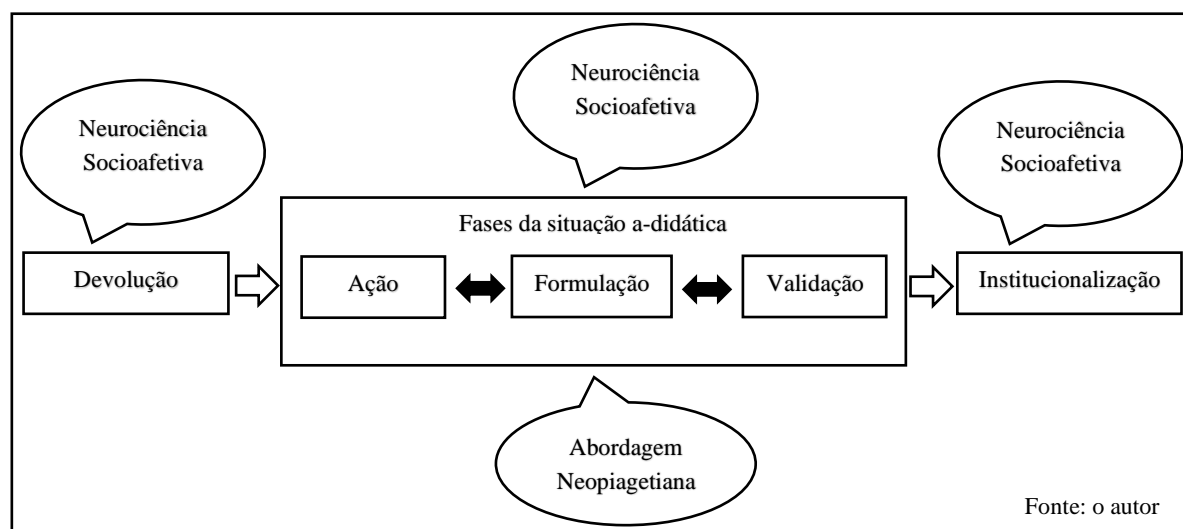 Neurociência
Socioafetiva
Neurociência
Socioafetiva
Neurociência
Socioafetiva
Fases da situação a-didática
Devolução
Ação
Formulação
Validação
Institucionalização
Abordagem
Neopiagetiana
Fonte: o autor